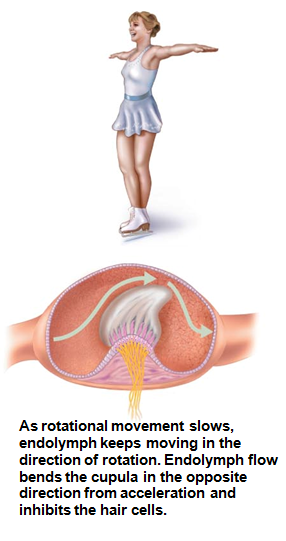 As rotational movement slows,
endolymph keeps moving in the
direction of rotation. Endolymph flow
bends the cupula in the opposite
direction from acceleration and
inhibits the hair cells.